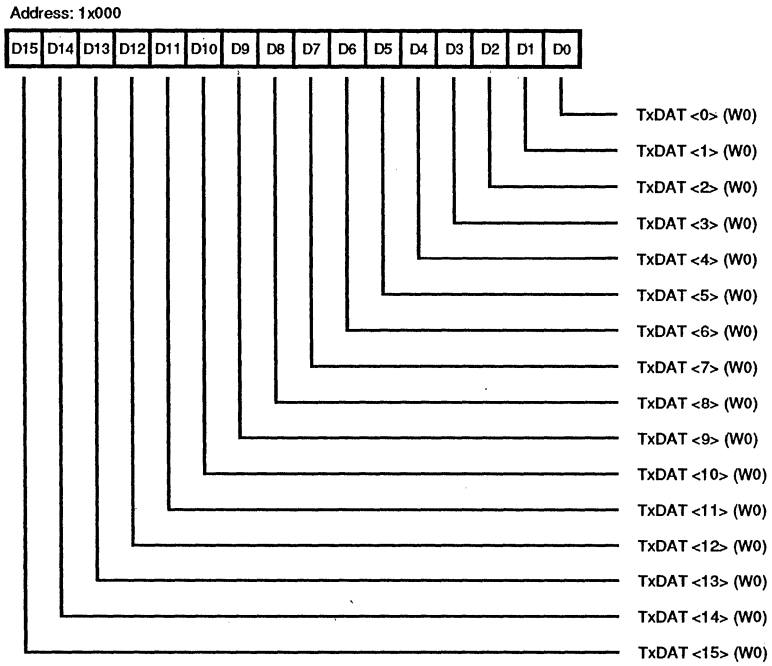 Address: 1x000
D15 D14 D13 D12 D11 D10 D9 D8 D7 D6 D5 D4 D3 D2 D1 D0
TxDAT <0> (W0)
TxDAT <1> (W0)
TxDAT <2> (W0)
TxDAT <3> (W0)
TxDAT <4> (W0)
TxDAT <5> (W0)
TxDAT <6> (W0)
TxDAT <7> (W0)
TxDAT <8> (W0)
TxDAT <9> (W0)
TxDAT <10> (W0)
TxDAT <11> (W0)
TxDAT <12> (W0)
TxDAT <13> (W0)
TxDAT <14> (W0)
TxDAT <15> (W0)